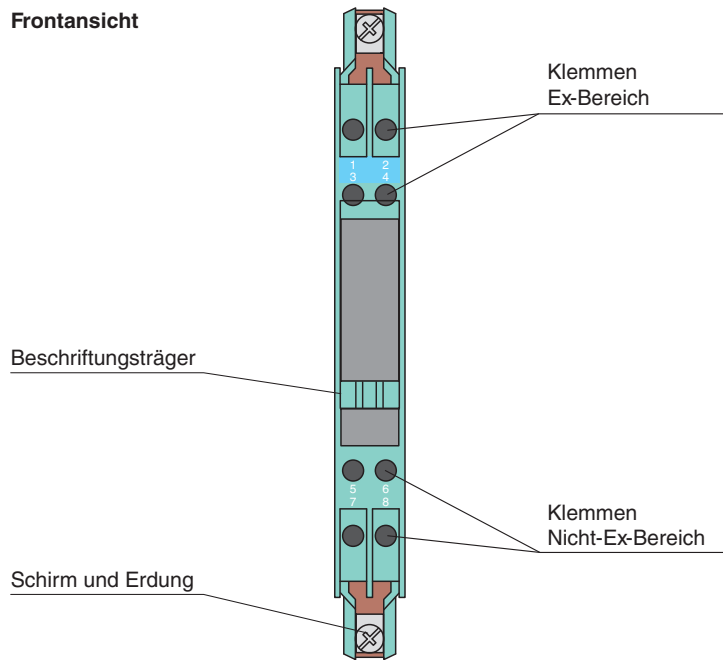 Frontansicht
Klemmen
Ex-Bereich
1 2
3 4
Beschriftungsträger
5 6
7 8
Klemmen
Nicht-Ex-Bereich
Schirm und Erdung